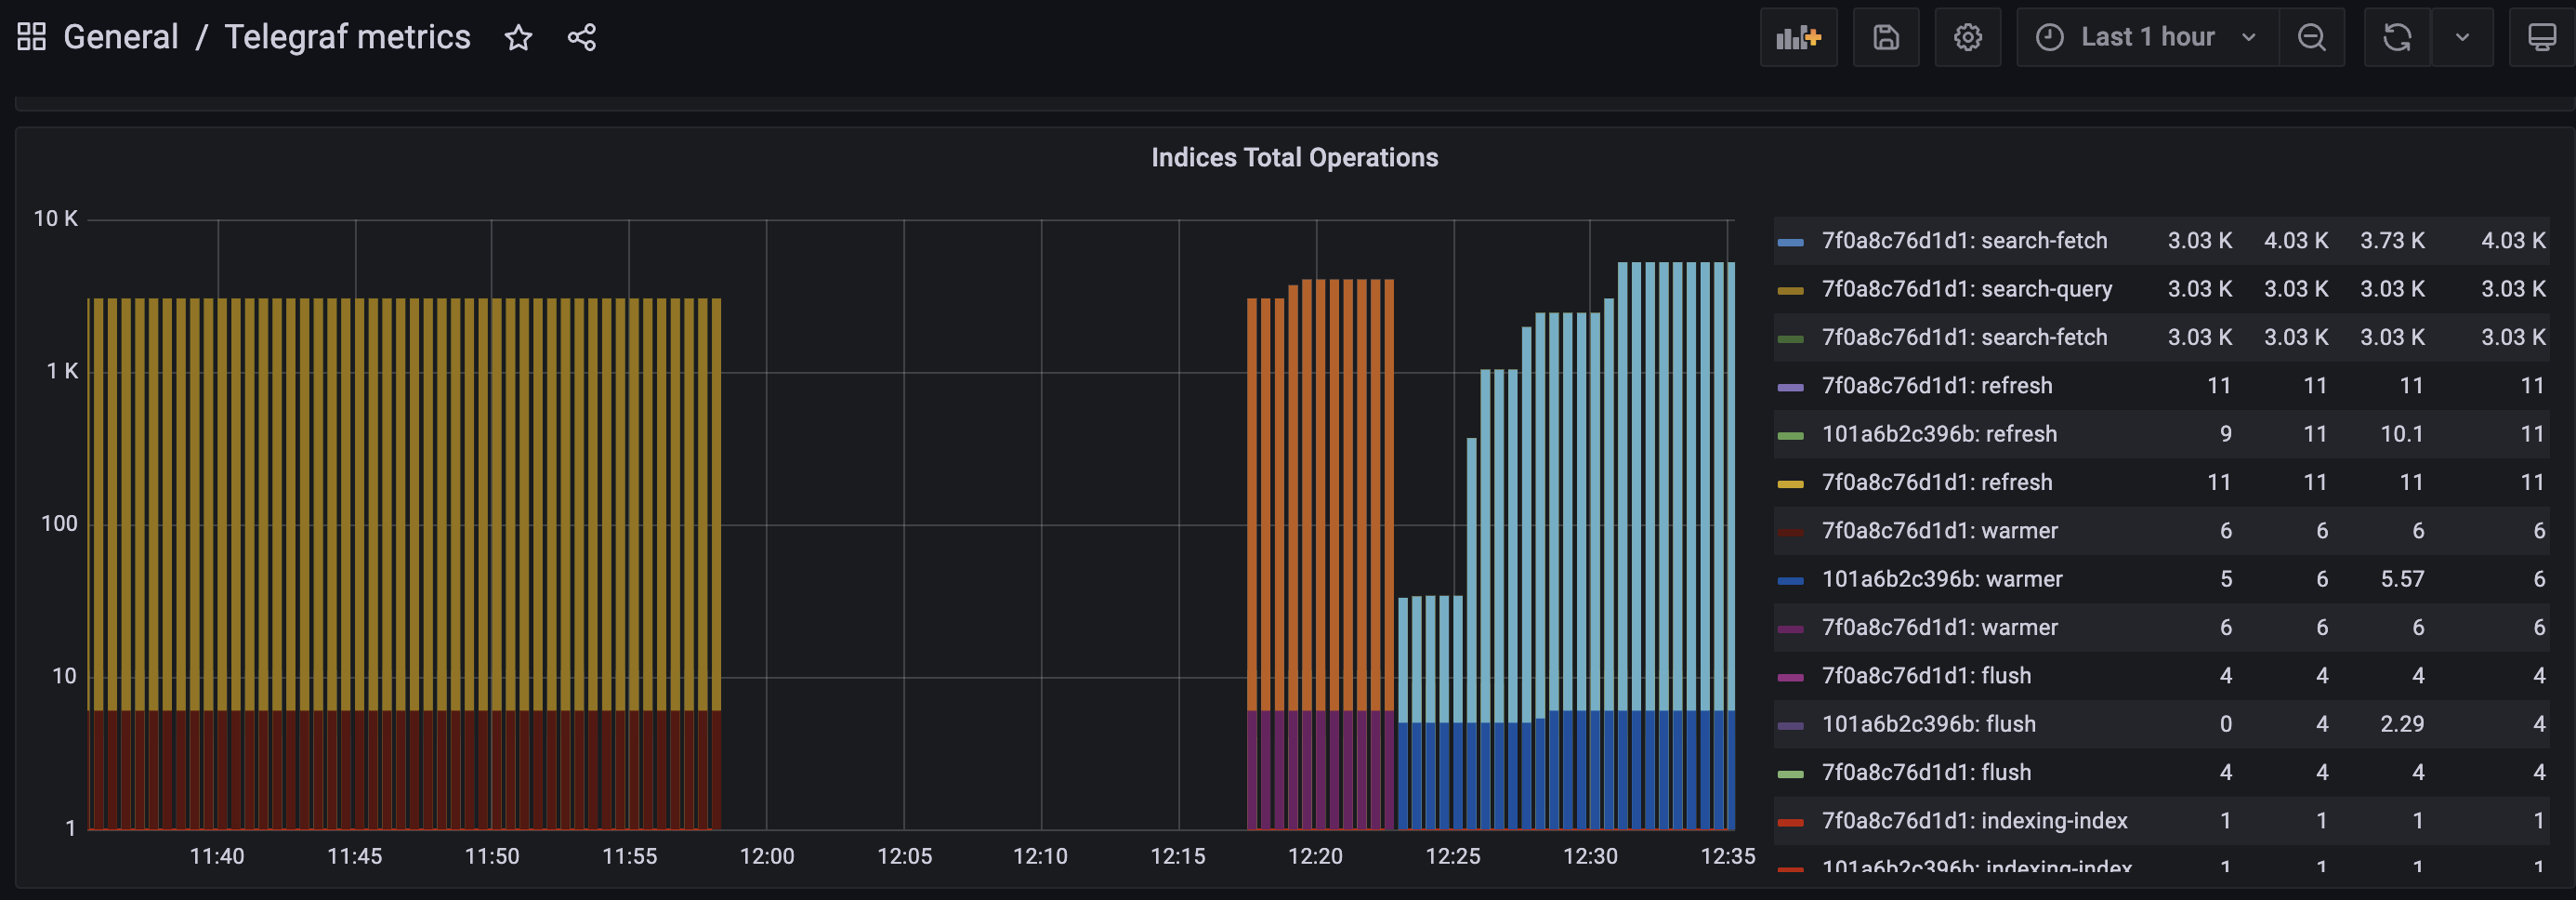 General / Telegraf metrics
Last 1 hour
Indices Total Operations
10 K
1 K
100
10
1
11:40 11:45 11:50 11:55 12:00 12:05 12:10 12:15 12:20 12:25 12:30 12:35
7f0a8c76d1d1: search-fetch 3.03 K 4.03 K 3.73 K 4.03 K
7f0a8c76d1d1: search-query 3.03 K 3.03 K 3.03 K 3.03 K
7f0a8c76d1d1: search-fetch 3.03 K 3.03 K 3.03 K 3.03 K
7f0a8c76d1d1: refresh 11 11 11 11
101a6b2c396b: refresh 9 11 10.1 11
7f0a8c76d1d1: refresh 11 11 11 11
7f0a8c76d1d1: warmer 6 6 6 6
101a6b2c396b: warmer 5 6 5.57 6
7f0a8c76d1d1: warmer 6 6 6 6
7f0a8c76d1d1: flush 4 4 4 4
101a6b2c396b: flush 0 4 2.29 4
7f0a8c76d1d1: flush 4 4 4 4
7f0a8c76d1d1: indexing-index 1 1 1 1
101a6b2c396b: indexing-index 1 1 1 1